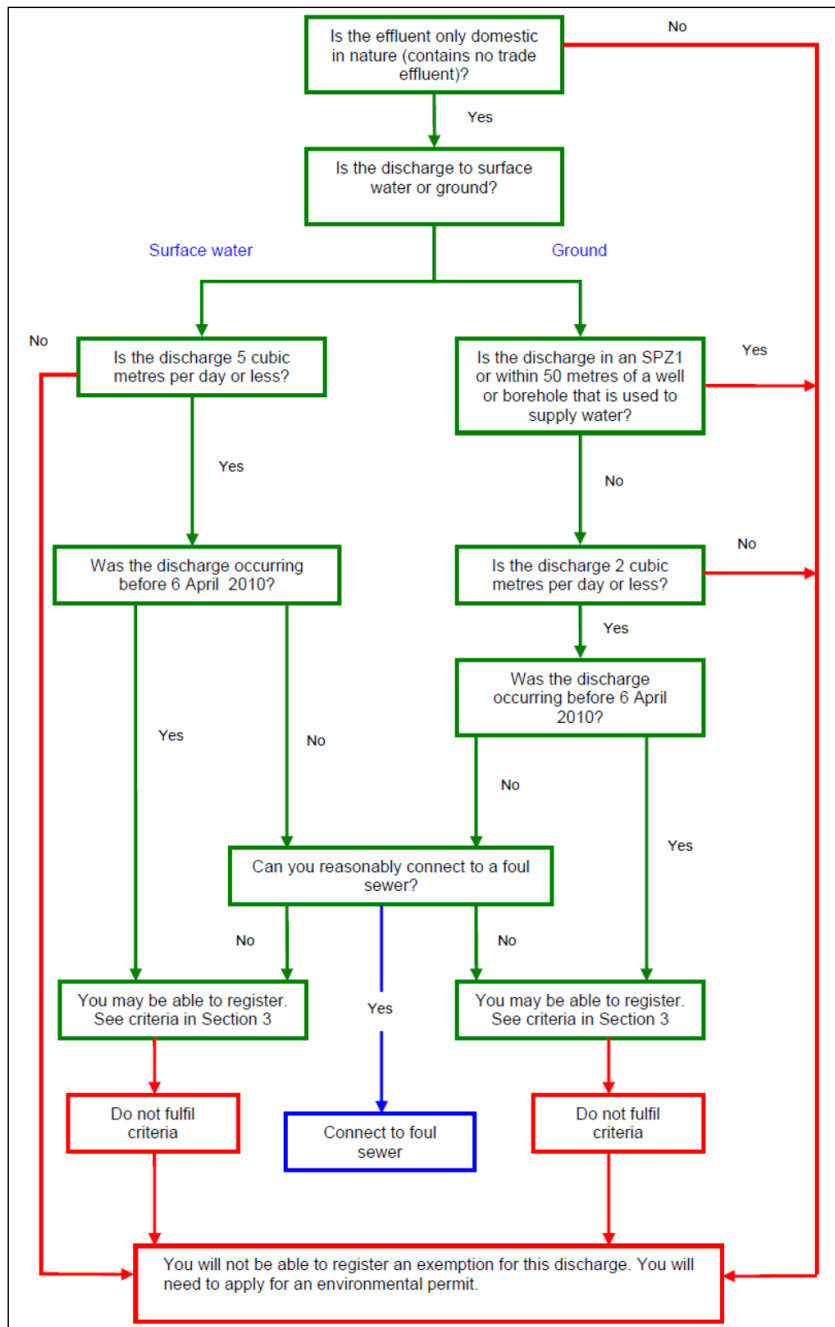 Is the effluent only domestic
in nature (contains no trade
effluent)?
No
Yes
Is the discharge to surface
water or ground?
Surface water
Ground
No
Is the discharge 5 cubic
metres per day or less?
Is the discharge in an SPZ1
or within 50 metres of a well
or borehole that is used to
supply water?
Yes
Yes
No
Was the discharge occurring
before 6 April 2010?
Is the discharge 2 cubic
metres per day or less?
No
Yes
Was the discharge
occurring before 6 April
2010?
Yes
No
No
Yes
Can you reasonably connect to a foul
sewer?
No
No
Yes
You may be able to register.
See criteria in Section 3
You may be able to register.
See criteria in Section 3
Do not fulfil
criteria
Connect to foul
sewer
Do not fulfil
criteria
You will not be able to register an exemption for this discharge. You will
need to apply for an environmental permit.